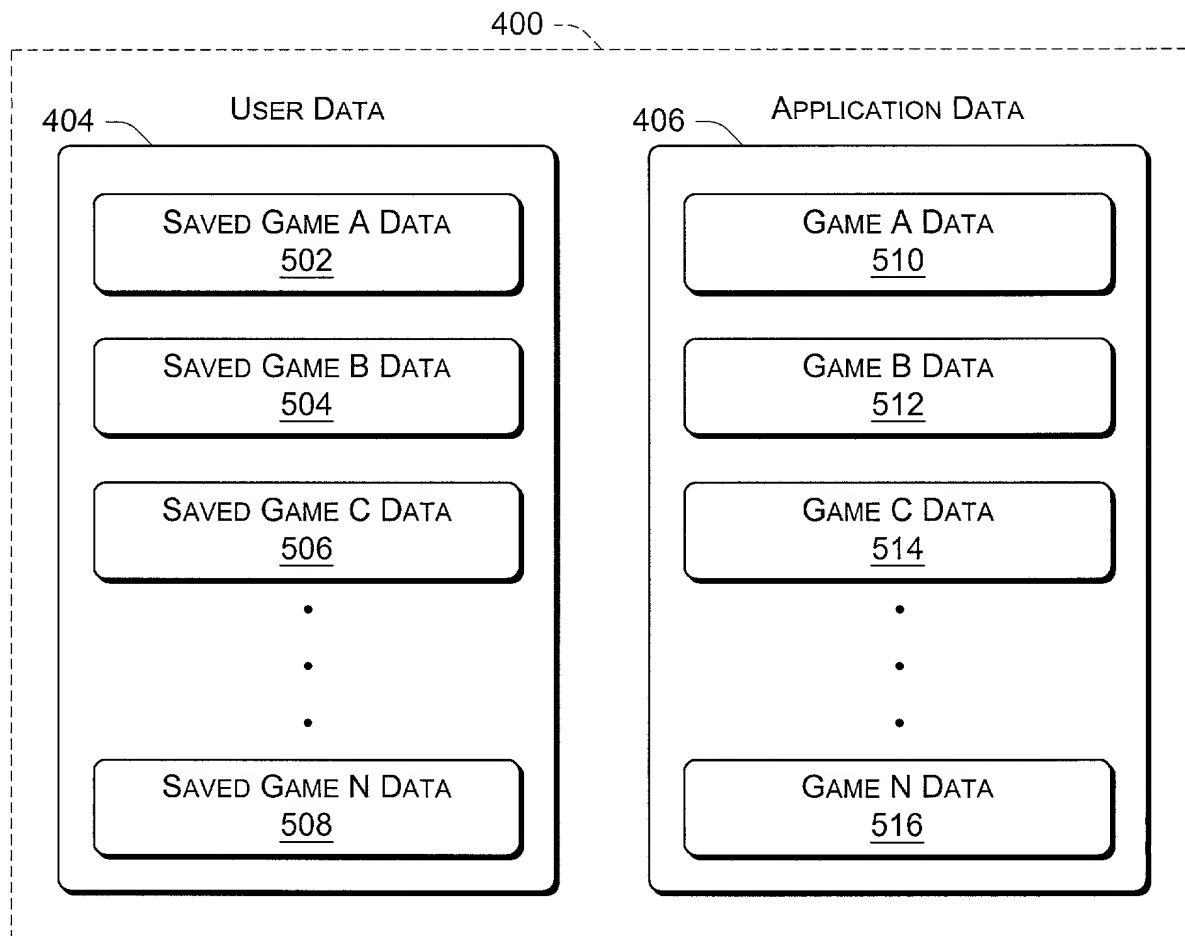 400
USER DATA
404
SAVED GAME A DATA
502
SAVED GAME B DATA
504
SAVED GAME C DATA
506
SAVED GAME N DATA
508
APPLICATION DATA
406
GAME A DATA
510
GAME B DATA
512
GAME C DATA
514
GAME N DATA
516